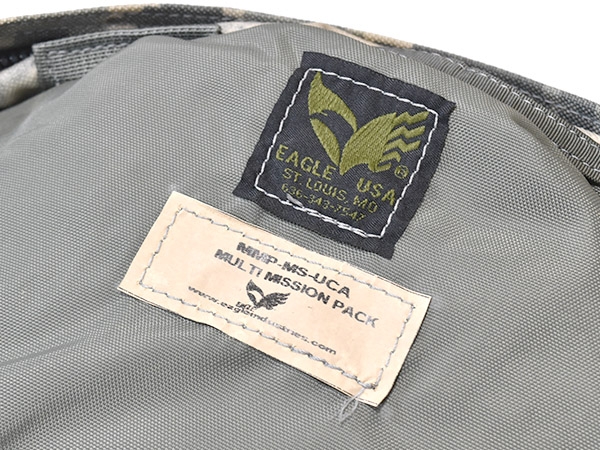 EAGLE USA ®
ST. LOUIS, MO
636-343-7547
MMP-MS-UCA
MULTI MISSION PACK
www.eagleindustries.com